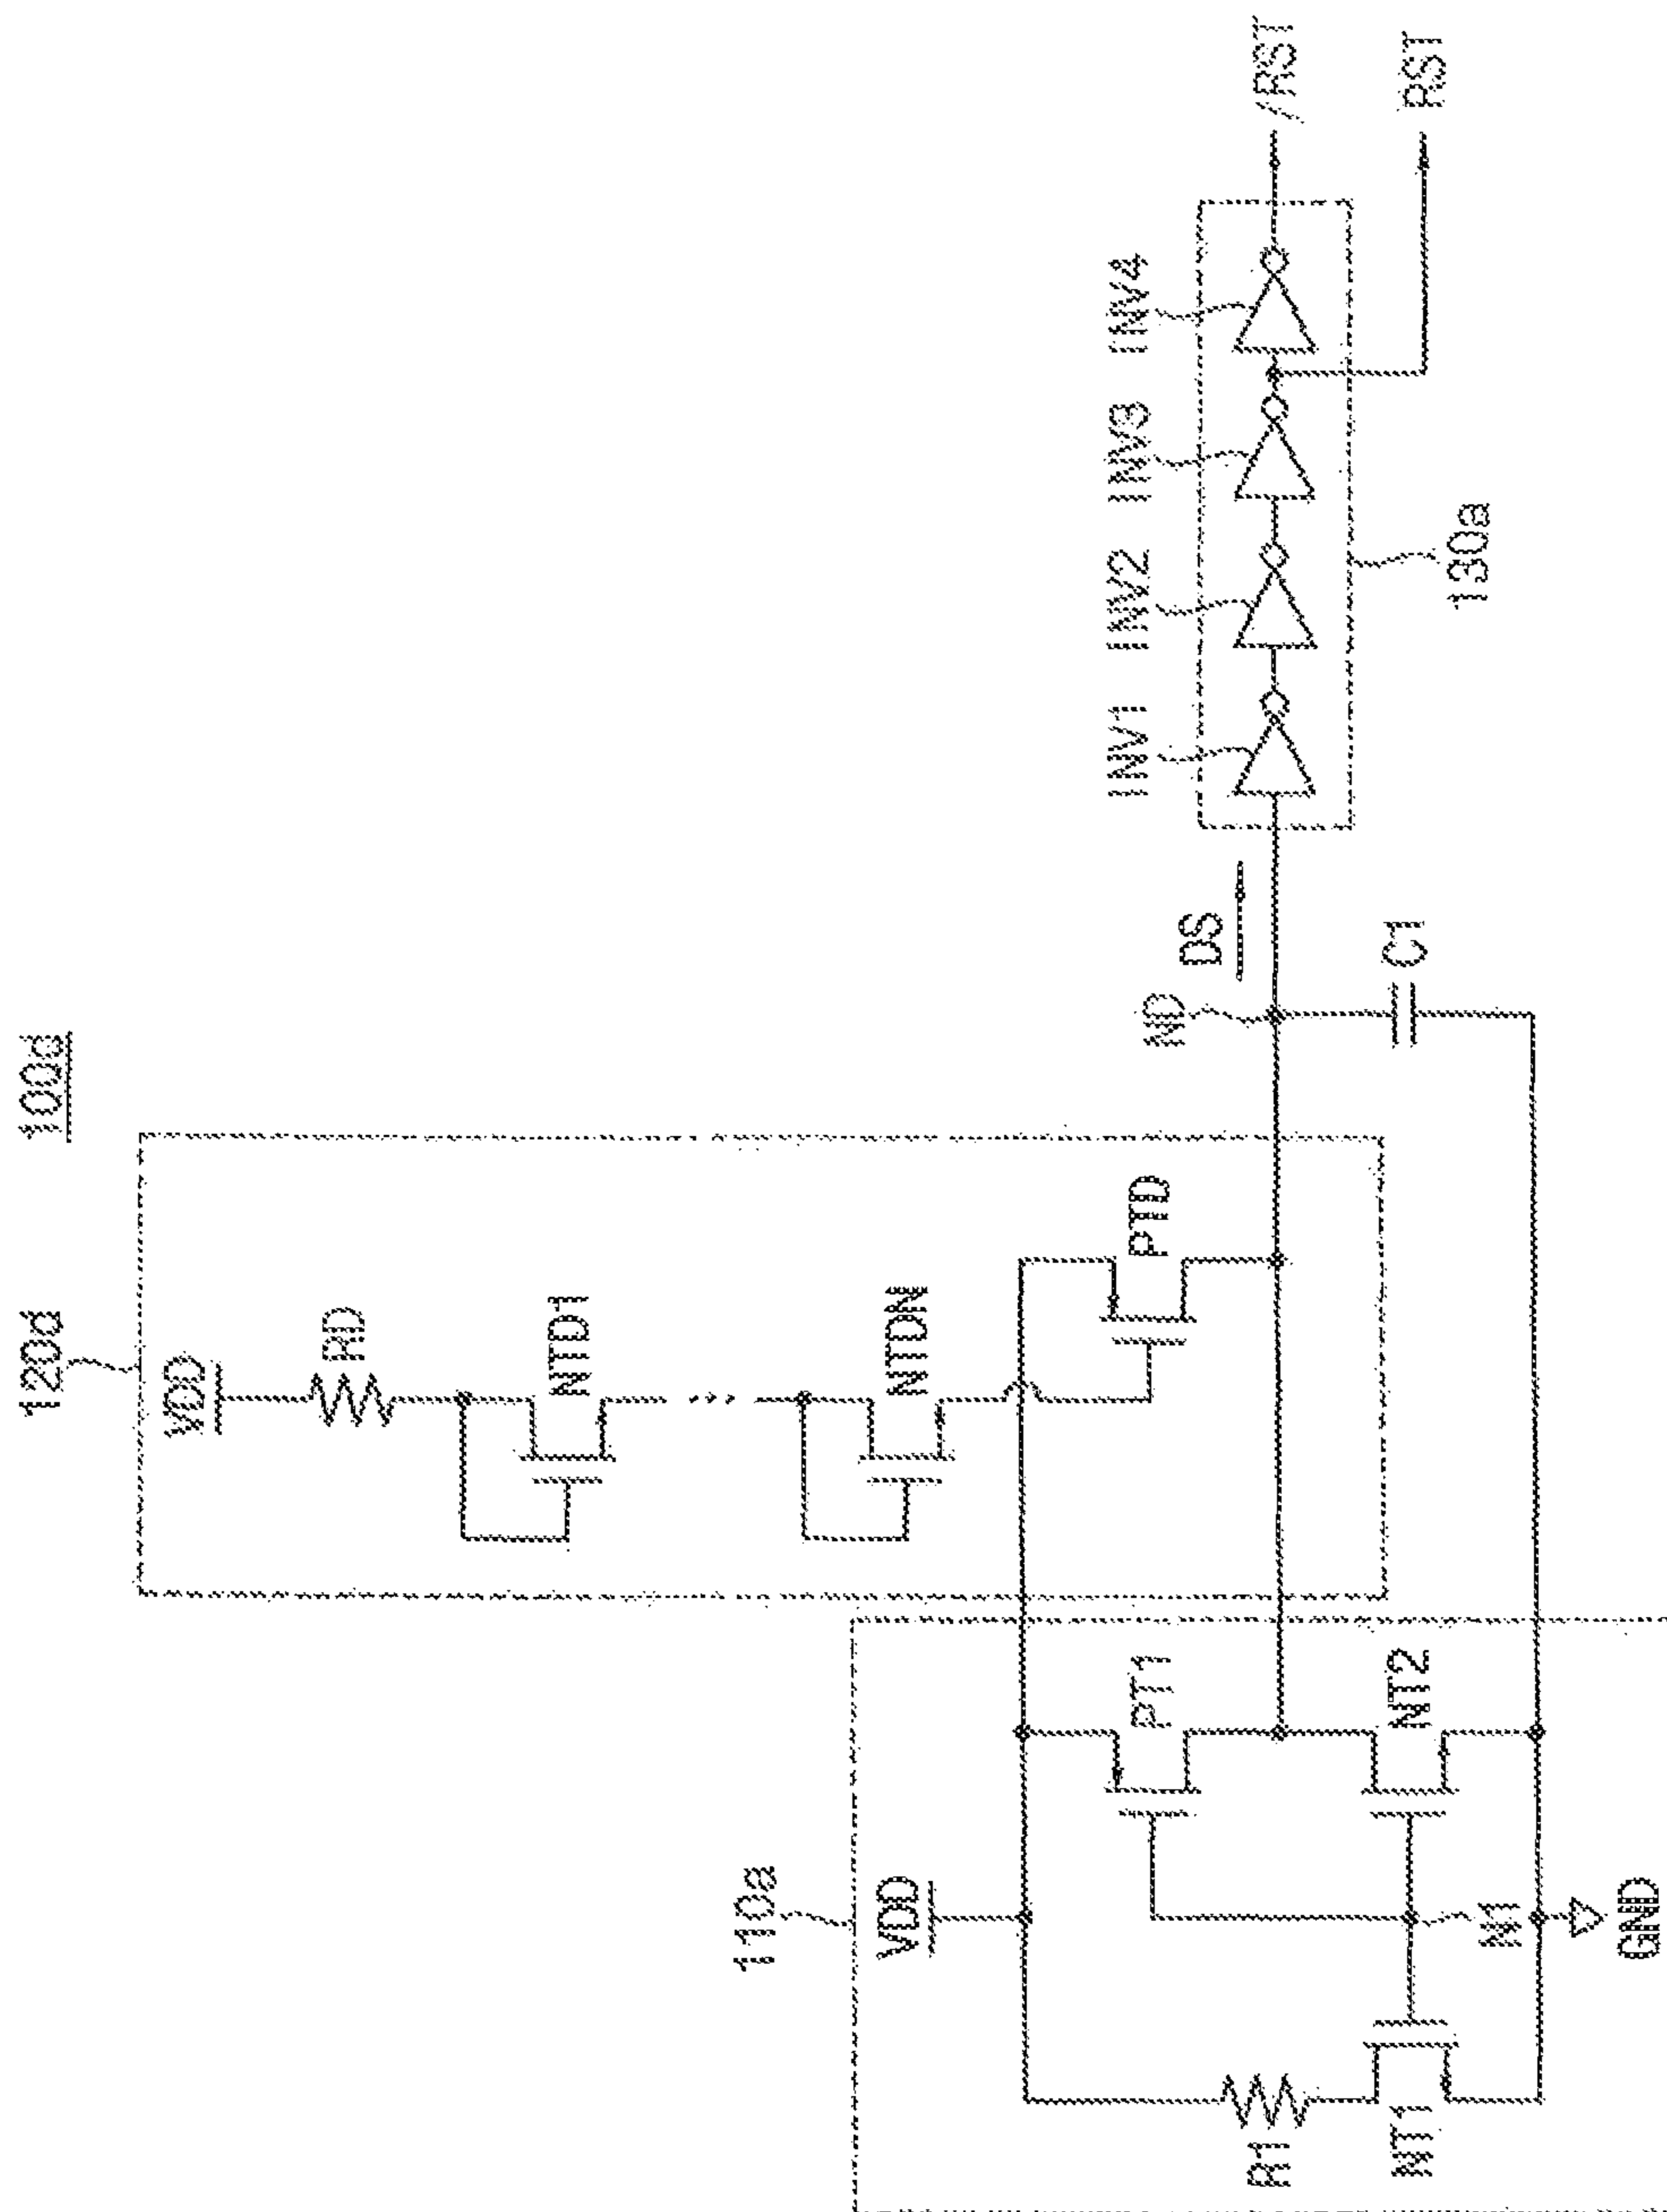 100d
120d
VDD
RD
NTD1
...
NTDN
PTD
110a
VDD
PT1
R1
NT1
N1
NT2
GND
ND
DS
C1
INV1
INV2
INV3
INV4
130a
/RST
RST